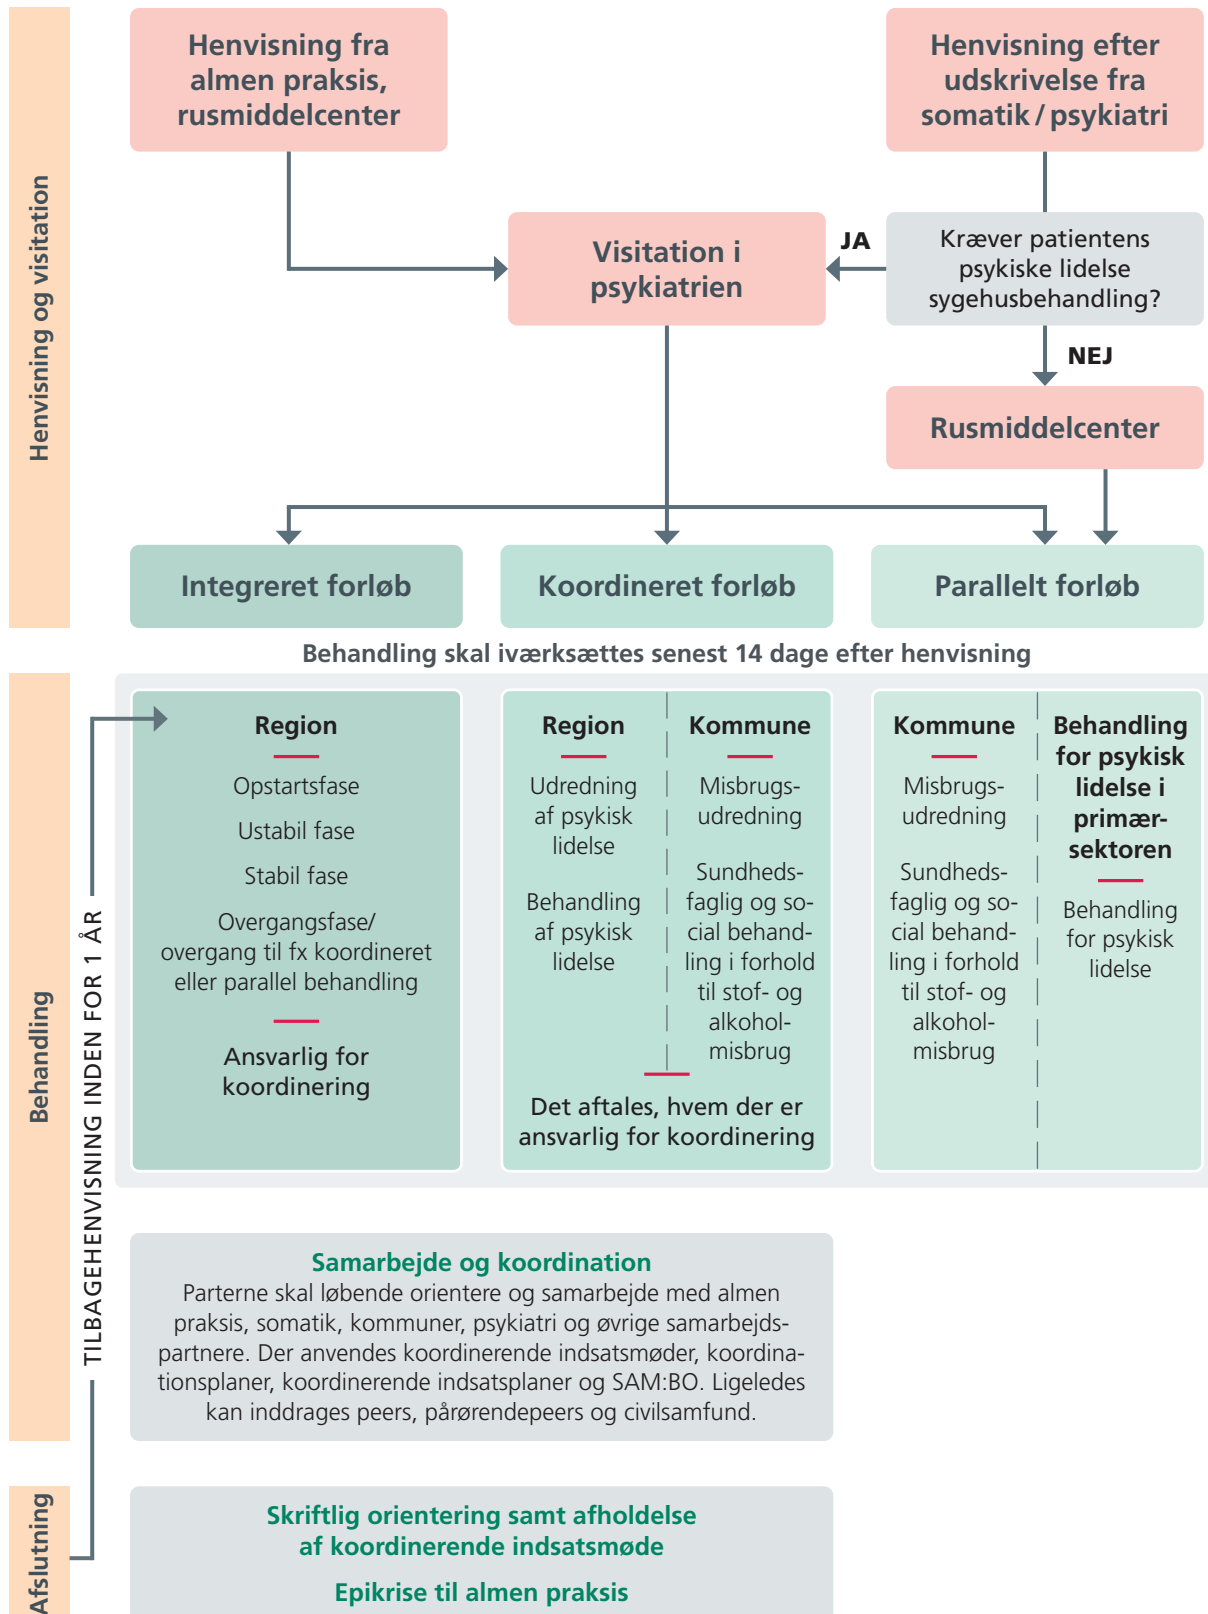 Henvisning og visitation
Henvisning fra
almen praksis,
rusmiddelcenter
Henvisning efter
udskrivelse fra
somatik / psykiatri
Visitation i
psykiatrien
JA
Kræver patientens
psykiske lidelse
sygehusbehandling?
NEJ
Rusmiddelcenter
Integreret forløb
Koordineret forløb
Parallelt forløb
Behandling skal iværksættes senest 14 dage efter henvisning
Behandling
TILBAGEHENVISNING INDEN FOR 1 ÅR
Region
Opstartsfase
Ustabil fase
Stabil fase
Overgangsfase/
overgang til fx koordineret
eller parallel behandling
Ansvarlig for
koordinering
Region
Udredning
af psykisk
lidelse
Behandling
af psykisk
lidelse
Kommune
Misbrugs-
udredning
Sundheds-
faglig og so-
cial behand-
ling i forhold
til stof- og
alkohol-
misbrug
Det aftales, hvem der er
ansvarlig for koordinering
Kommune
Misbrugs-
udredning
Sundheds-
faglig og so-
cial behand-
ling i forhold
til stof- og
alkohol-
misbrug
Behandling
for psykisk
lidelse i
primær-
sektoren
Behandling
for psykisk
lidelse
Samarbejde og koordination
Parterne skal løbende orientere og samarbejde med almen
praksis, somatik, kommuner, psykiatri og øvrige samarbejds-
partnere. Der anvendes koordinerende indsatsmøder, koordina-
tionsplaner, koordinerende indsatsplaner og SAM:BO. Ligeledes
kan inddrages peers, pårørendepeers og civilsamfund.
Afslutning
Skriftlig orientering samt afholdelse
af koordinerende indsatsmøde
Epikrise til almen praksis